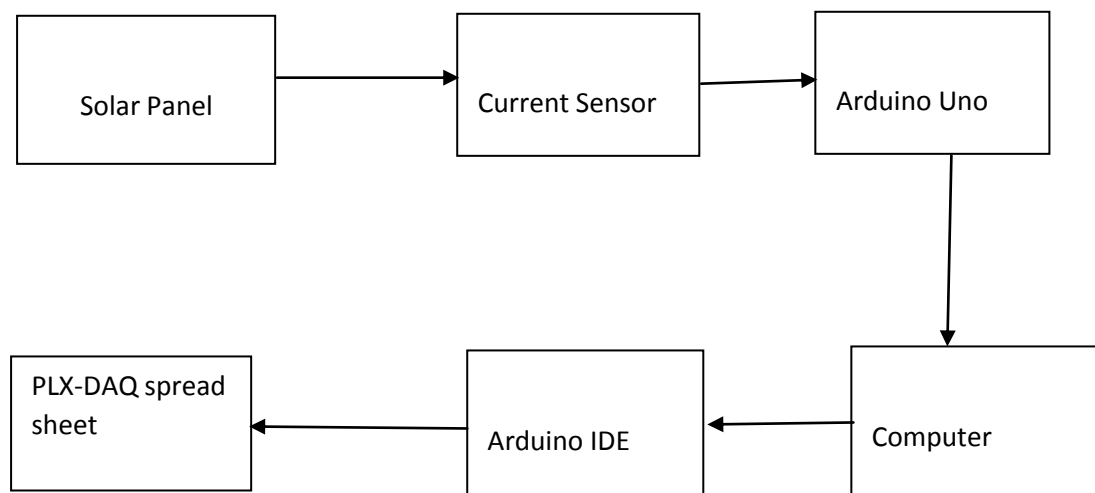 Solar Panel
Current Sensor
Arduino Uno
PLX-DAQ spread
sheet
Arduino IDE
Computer